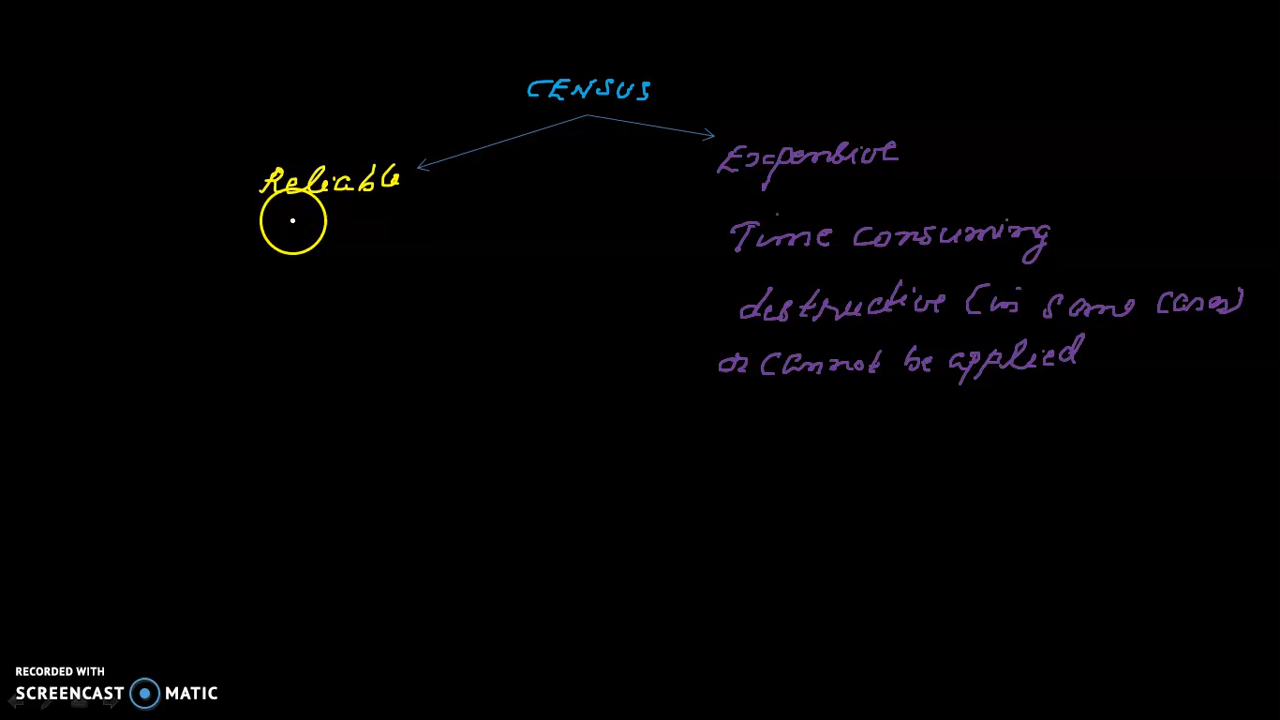 CENSUS
Reliable
Expensive
Time consuming
destructive (in some cases)
or cannot be applied
RECORDED WITH
SCREENCAST MATIC